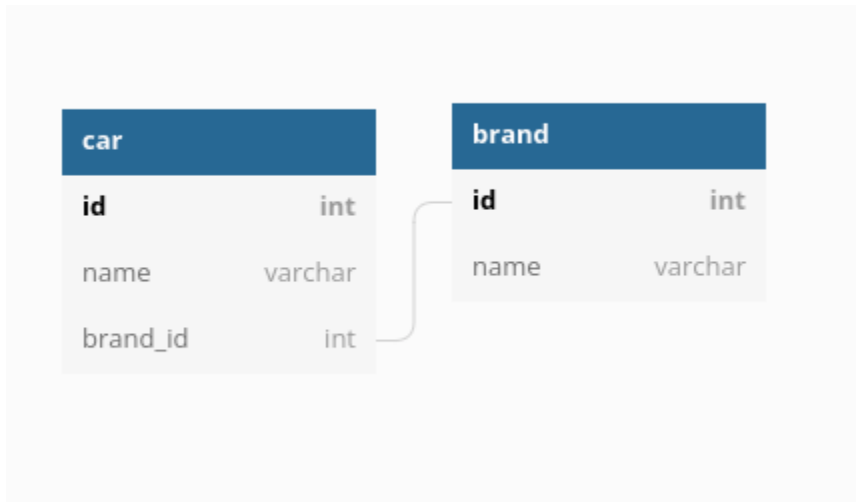 car
id int
name varchar
brand_id int
brand
id int
name varchar